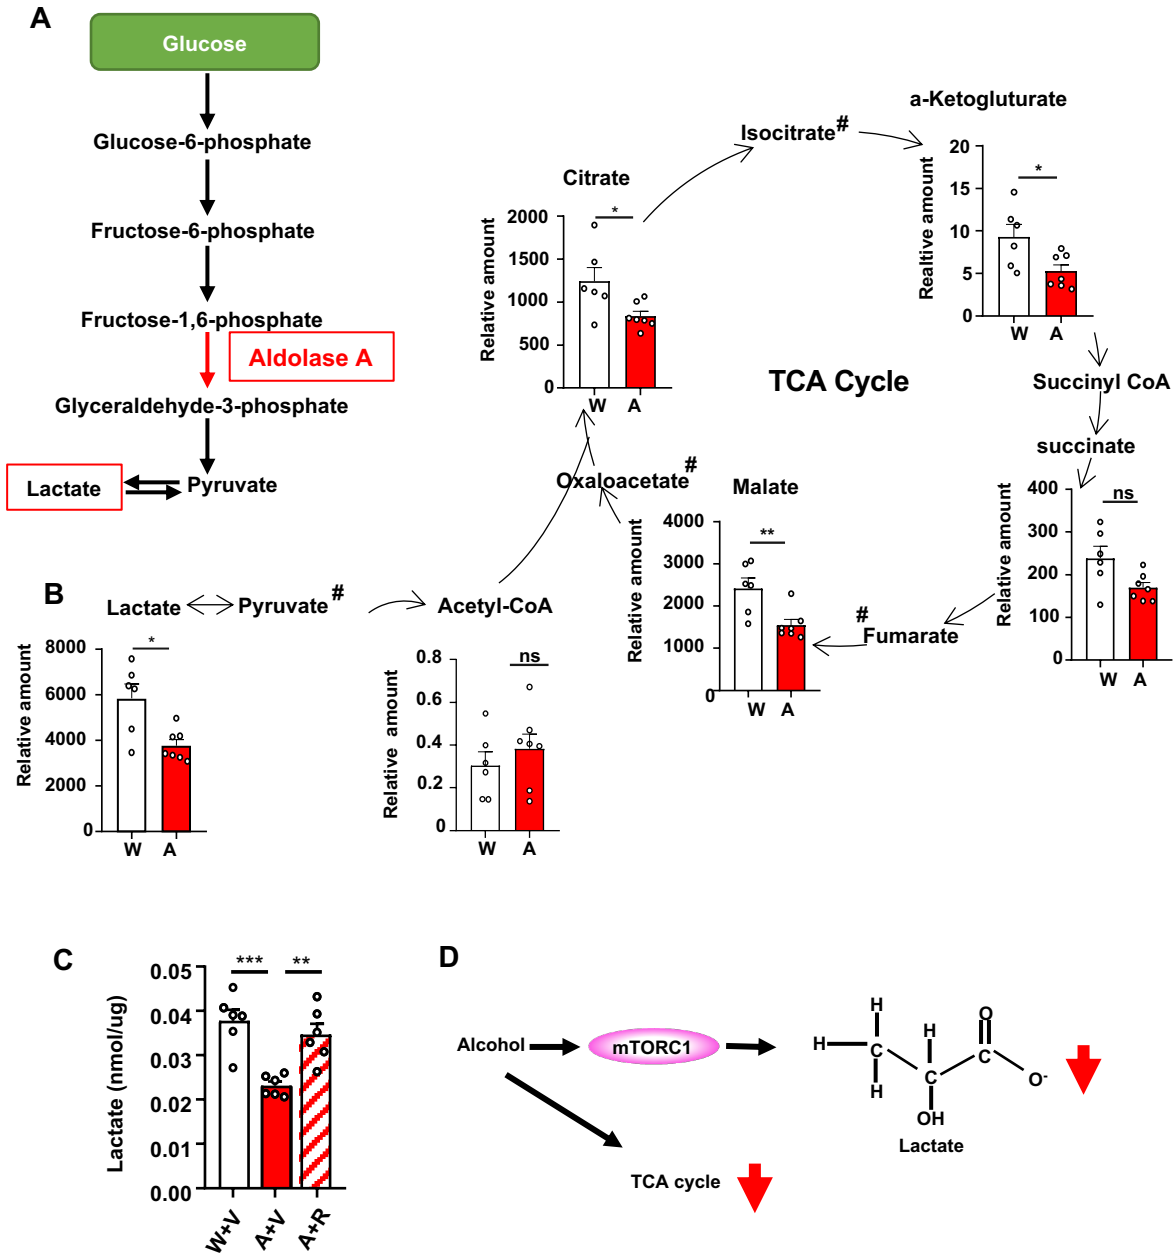 A
Glucose
Glucose-6-phosphate
Fructose-6-phosphate
Fructose-1,6-phosphate
Aldolase A
Glyceraldehyde-3-phosphate
Lactate
Pyruvate
B
Lactate
Pyruvate #
Acetyl-CoA
Relative amount
8000
6000
4000
2000
0
*
W
A
Relative amount
0.8
0.6
0.4
0.2
0
ns
W
A
Citrate
Relative amount
2000
1500
1000
500
0
*
W
A
Isocitrate#
a-Ketogluturate
Realtive amount
20
15
10
5
0
*
W
A
TCA Cycle
Succinyl CoA
succinate
Relative amount
400
300
200
100
0
ns
W
A
#
Fumarate
Malate
Relative amount
4000
3000
2000
1000
0
**
W
A
Oxaloacetate#
C
Lactate (nmol/ug)
0.05
0.04
0.03
0.02
0.01
0.00
***
**
W+V
A+V
A+R
D
Alcohol
mTORC1
H
H
C
H
H
C
OH
C
O
O-
Lactate
TCA cycle